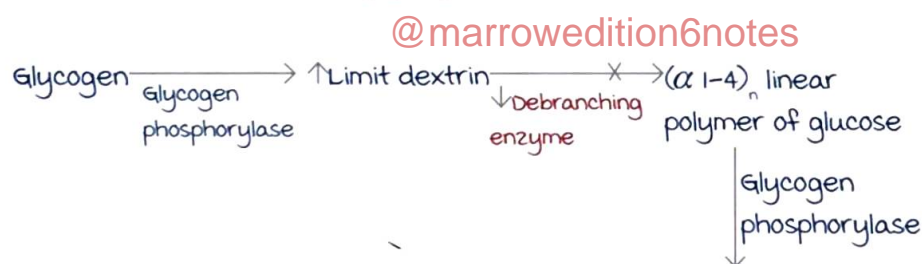 @marrowedition6notes
Glycogen → ↑Limit dextrin → (α 1-4)n linear
Glycogen
phosphorylase
↓Debranching
enzyme
polymer of glucose
Glycogen
phosphorylase